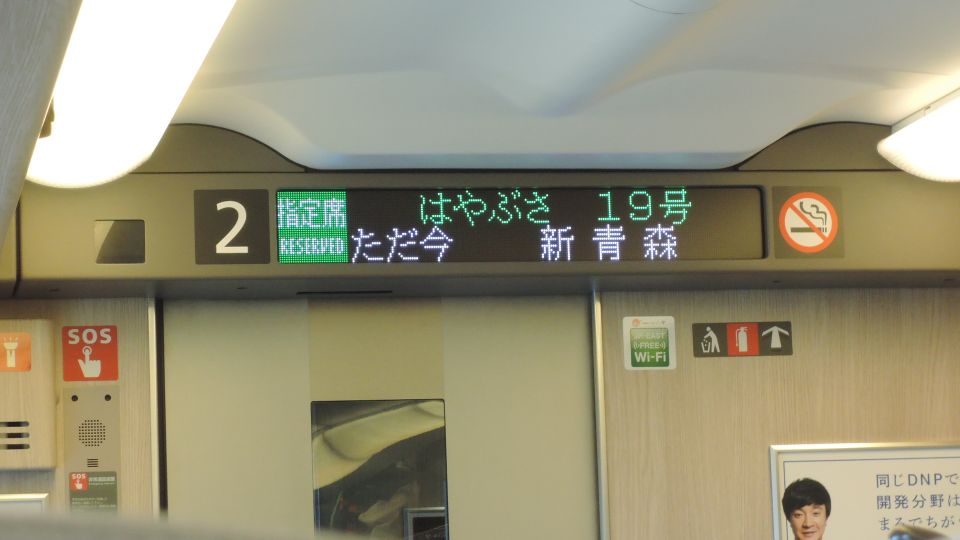 2
指定席 はやぶさ 19号
RESERVED ただ今 新青森
SOS
JR-EAST
FREE
Wi-Fi
SOS
同じDNPで
開発分野は
まるでちが